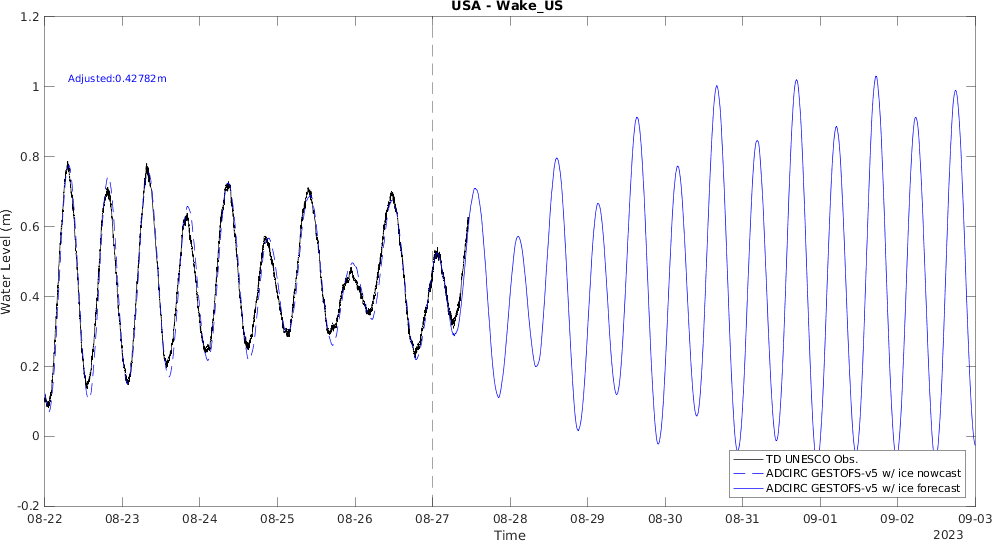 USA - Wake_US
1.2
1
0.8
0.6
0.4
0.2
0
-0.2
Water Level (m)
Adjusted:0.42782m
TD UNESCO Obs.
ADCIRC GESTOFS-v5 w/ ice nowcast
ADCIRC GESTOFS-v5 w/ ice forecast
08-22 08-23 08-24 08-25 08-26 08-27 08-28 08-29 08-30 08-31 09-01 09-02 09-03
Time
2023